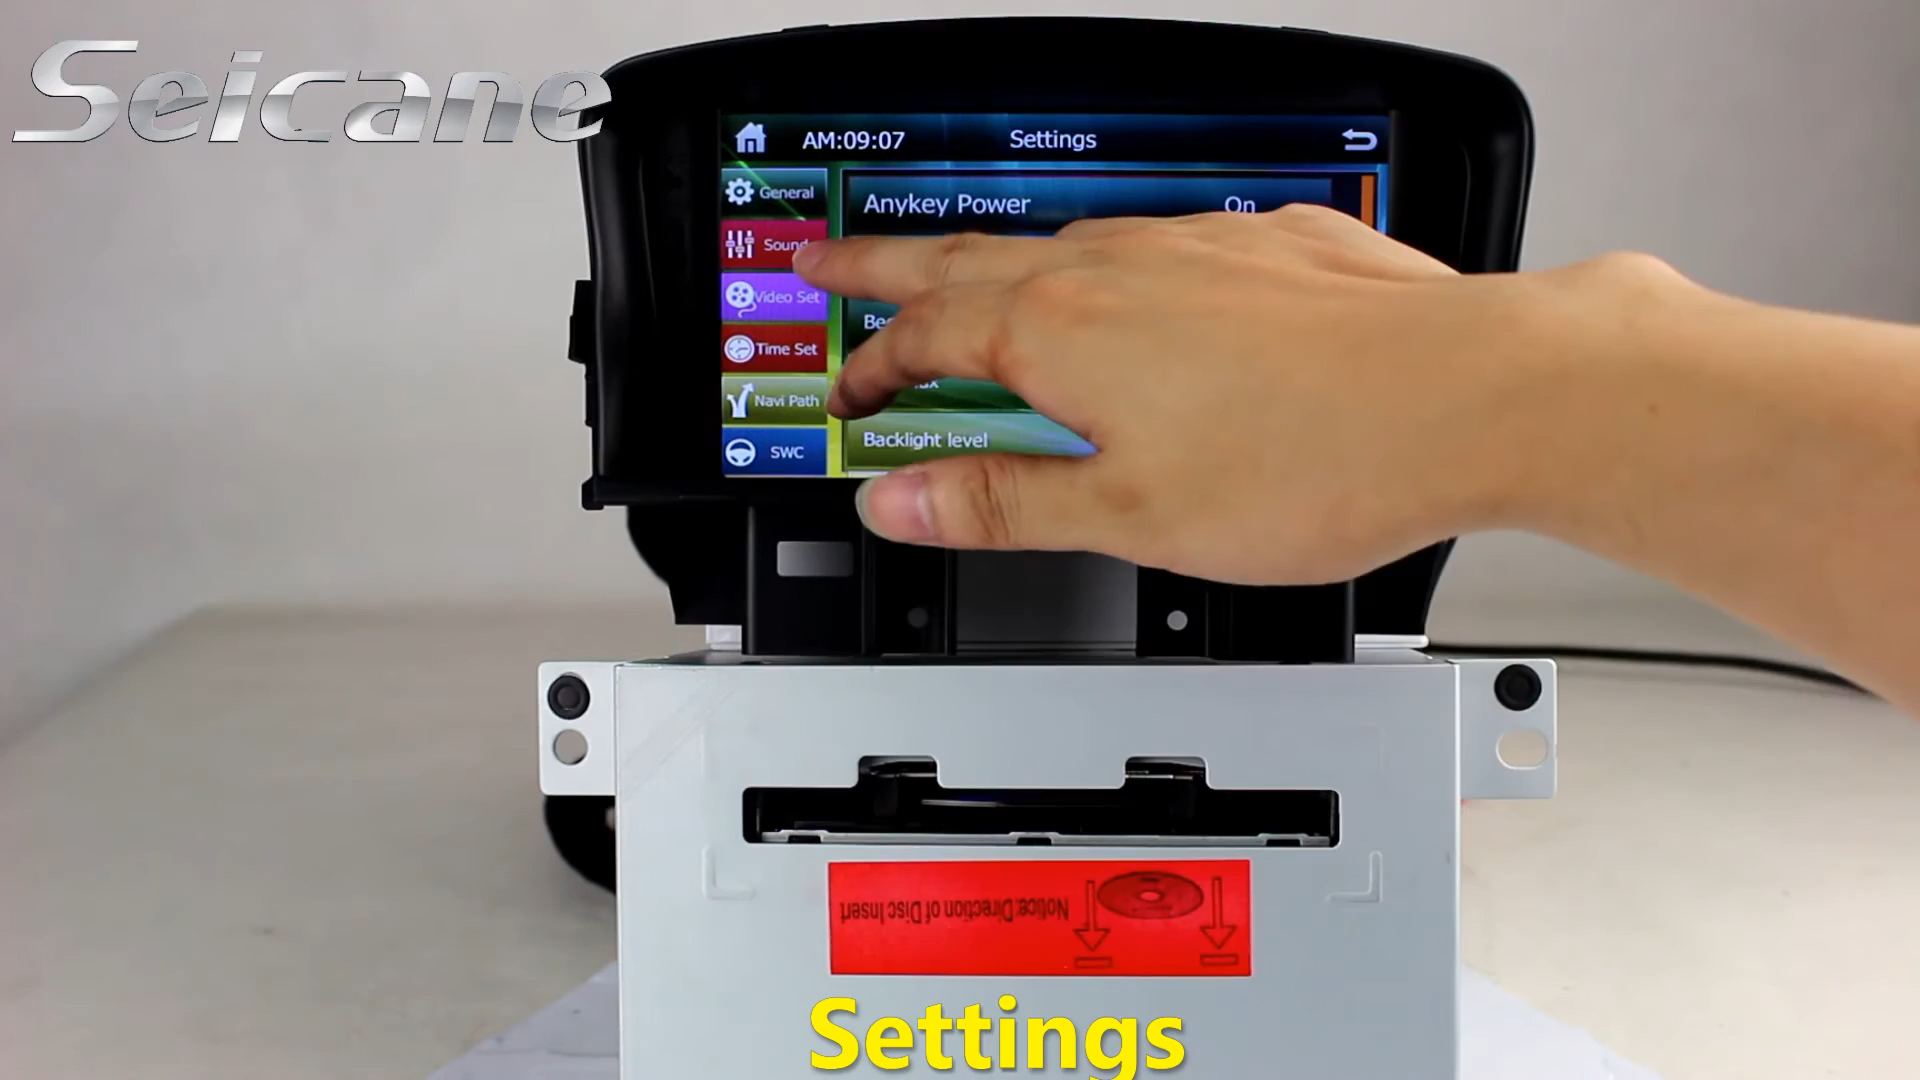 Seicane
AM:09:07
Settings
General
Anykey Power
On
Sound
Video Set
Time Set
Navi Path
Backlight level
SWC
Notice:Direction of Disc Insert
Settings